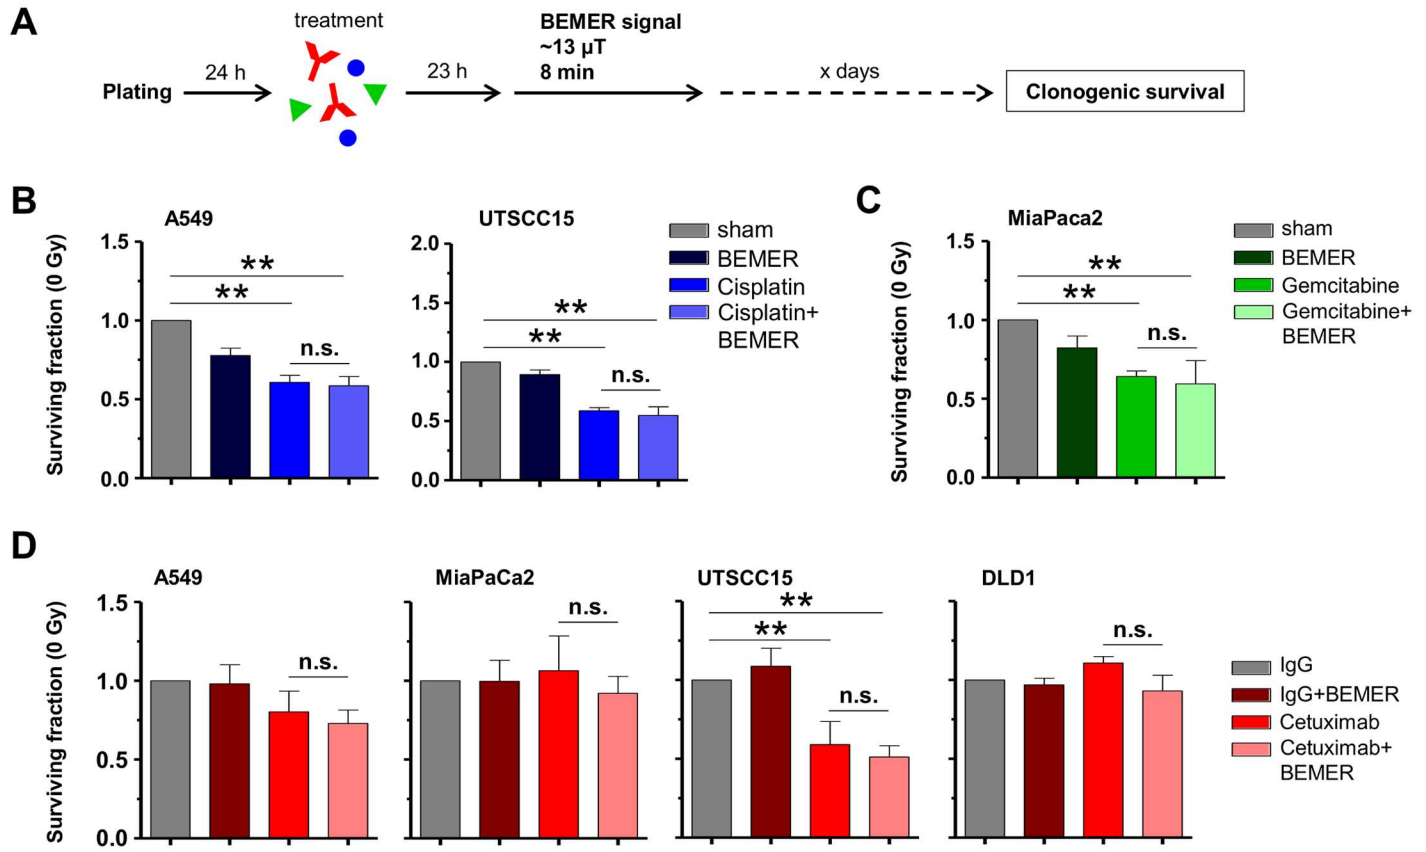 A
treatment
BEMER signal
~13 µT
8 min
Plating
24 h
23 h
x days
Clonogenic survival
B
A549
Surviving fraction (0 Gy)
1.5
1.0
0.5
0.0
**
**
n.s.
UTSCC15
2.0
1.5
1.0
0.5
0.0
**
**
n.s.
sham
BEMER
Cisplatin
Cisplatin+
BEMER
C
MiaPaca2
Surviving fraction (0 Gy)
1.5
1.0
0.5
0.0
**
**
n.s.
sham
BEMER
Gemcitabine
Gemcitabine+
BEMER
D
A549
Surviving fraction (0 Gy)
1.5
1.0
0.5
0.0
n.s.
MiaPaCa2
n.s.
UTSCC15
**
**
n.s.
DLD1
n.s.
IgG
IgG+BEMER
Cetuximab
Cetuximab+
BEMER